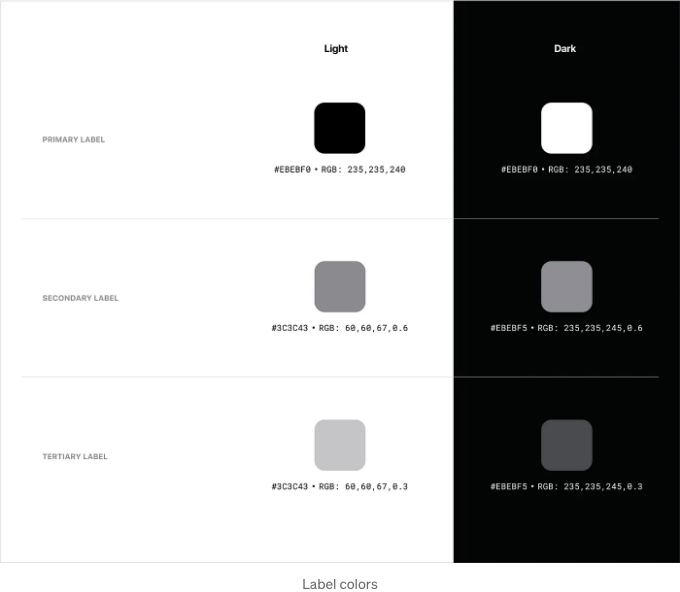 Light Dark
PRIMARY LABEL
#EBEBF0 • RGB: 235,235,240 #EBEBF0 • RGB: 235,235,240
SECONDARY LABEL
#3C3C43 • RGB: 60,60,67,0.6 #EBEBF5 • RGB: 235,235,245,0.6
TERTIARY LABEL
#3C3C43 • RGB: 60,60,67,0.3 #EBEBF5 • RGB: 235,235,245,0.3
Label colors